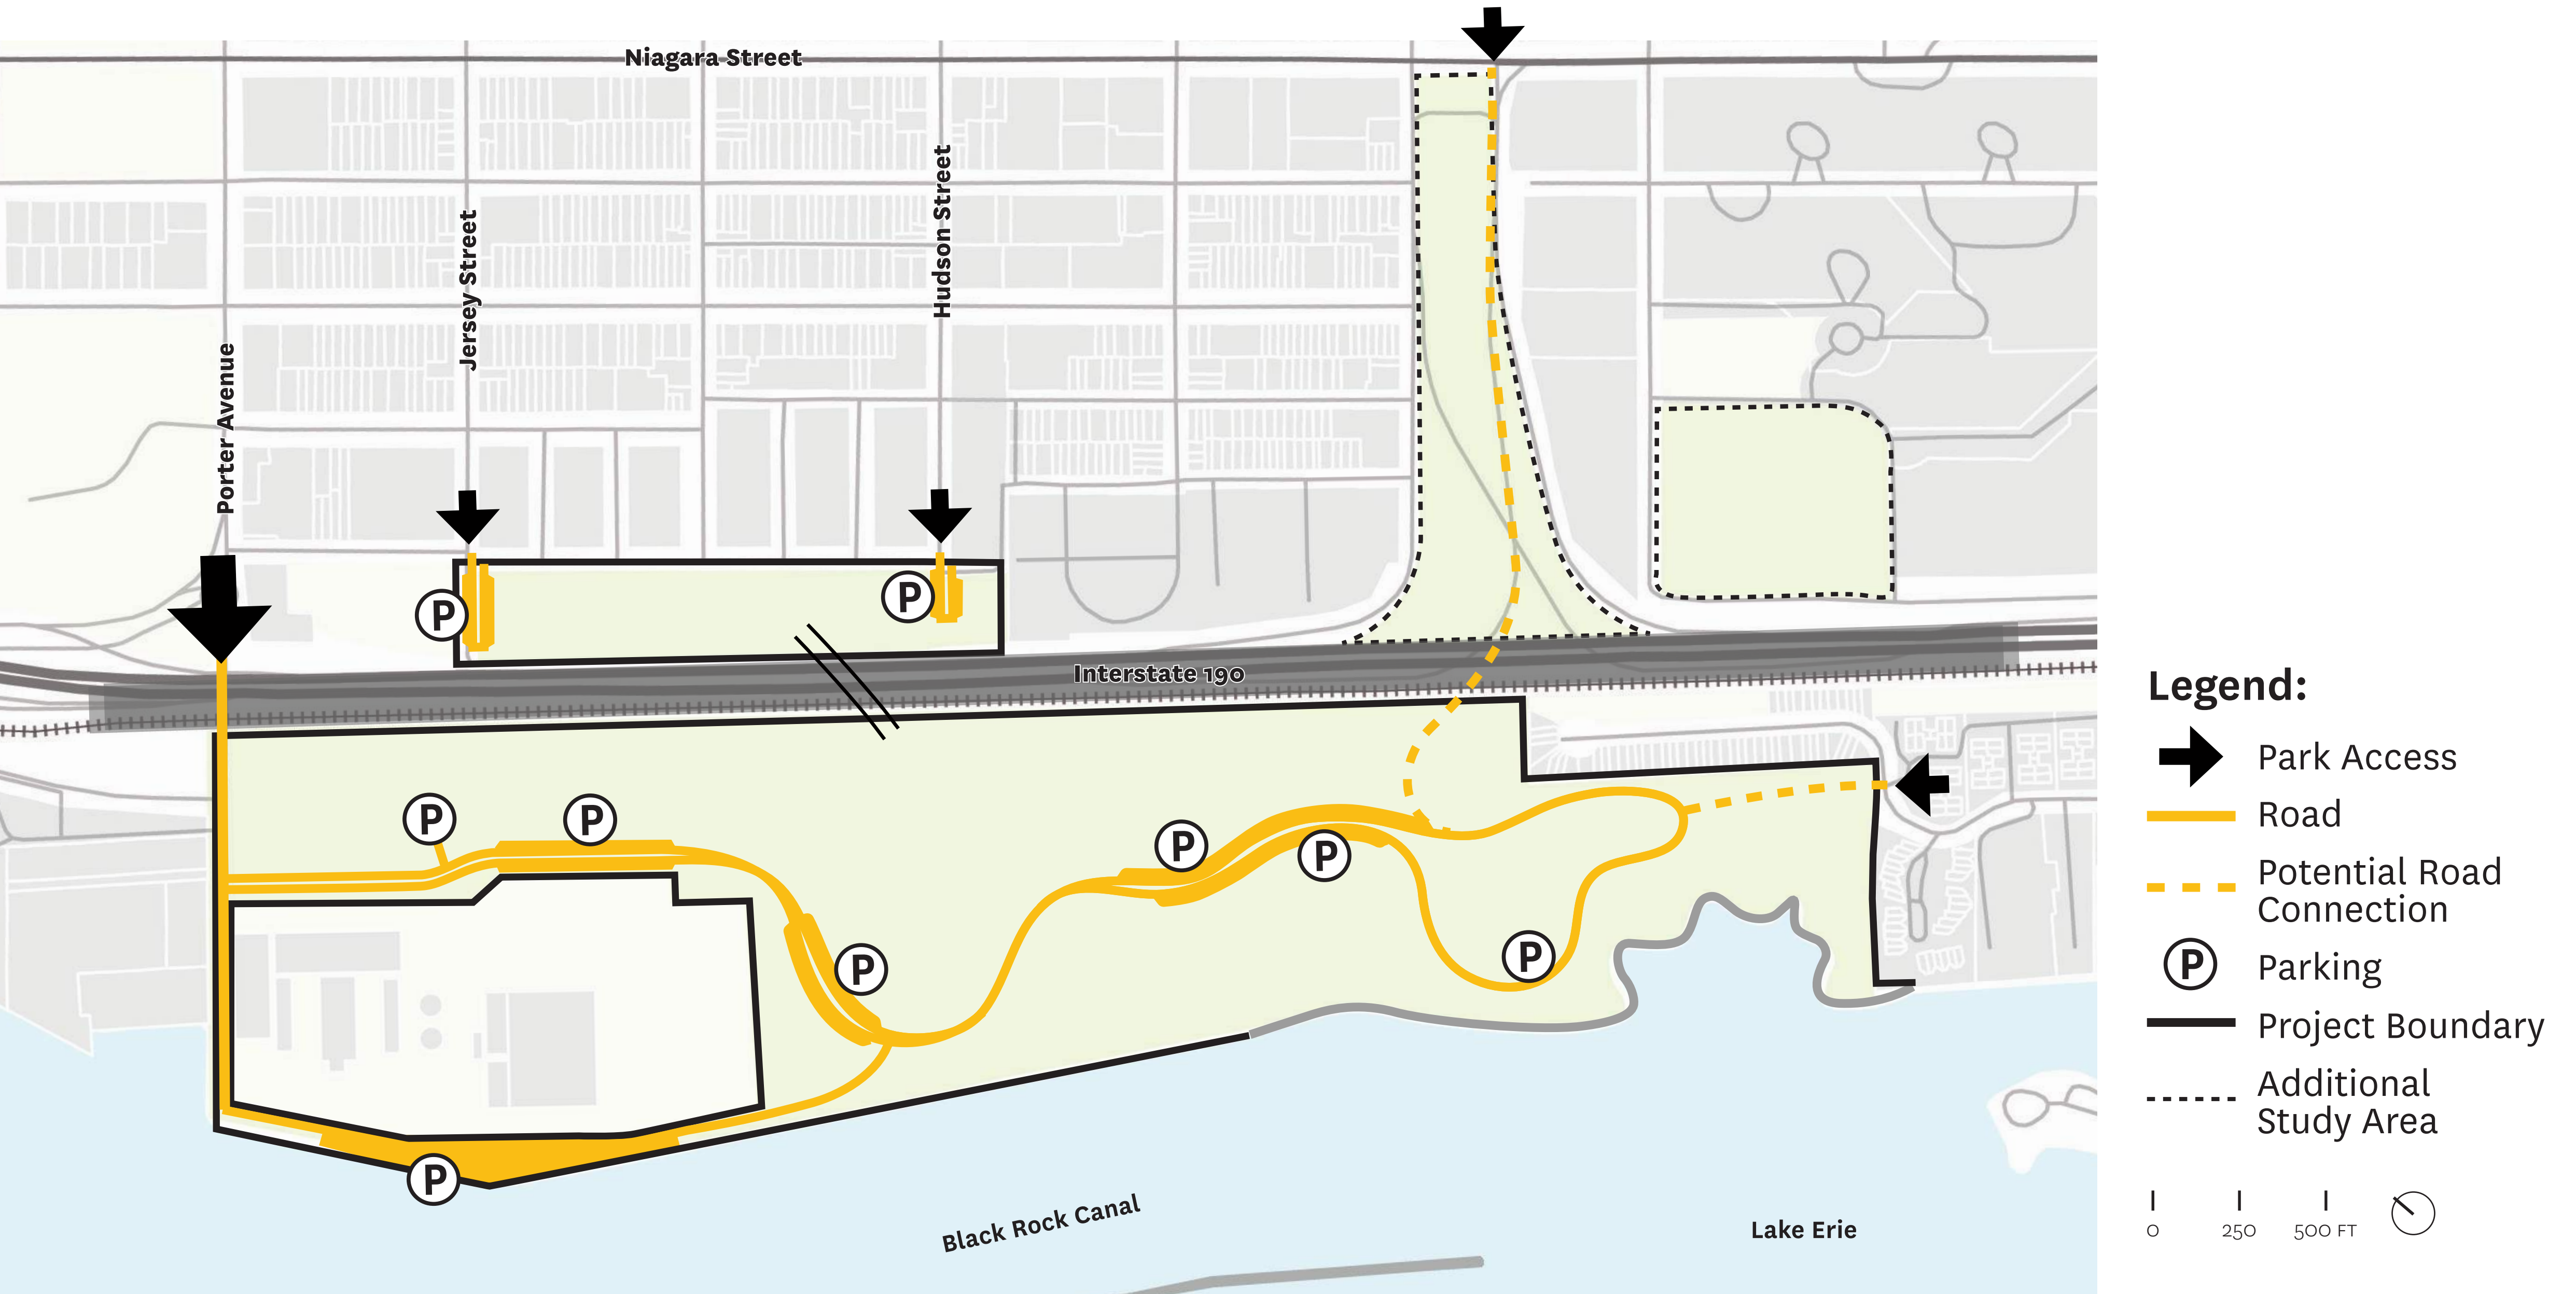 Niagara Street
Porter Avenue
Jersey Street
Hudson Street
P
P
Interstate 190
P
P
P
P
P
P
P
Black Rock Canal
Lake Erie
Legend:
Park Access
Road
Potential Road
Connection
P
Parking
Project Boundary
Additional
Study Area
0 250 500 FT